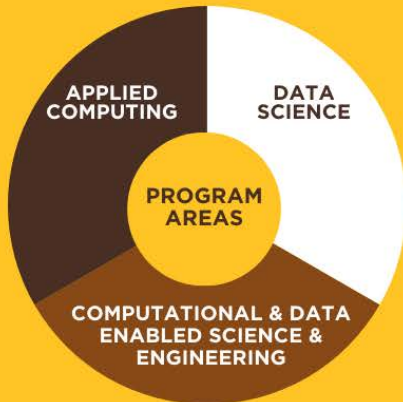 APPLIED
COMPUTING
DATA
SCIENCE
PROGRAM
AREAS
COMPUTATIONAL & DATA
ENABLED SCIENCE &
ENGINEERING